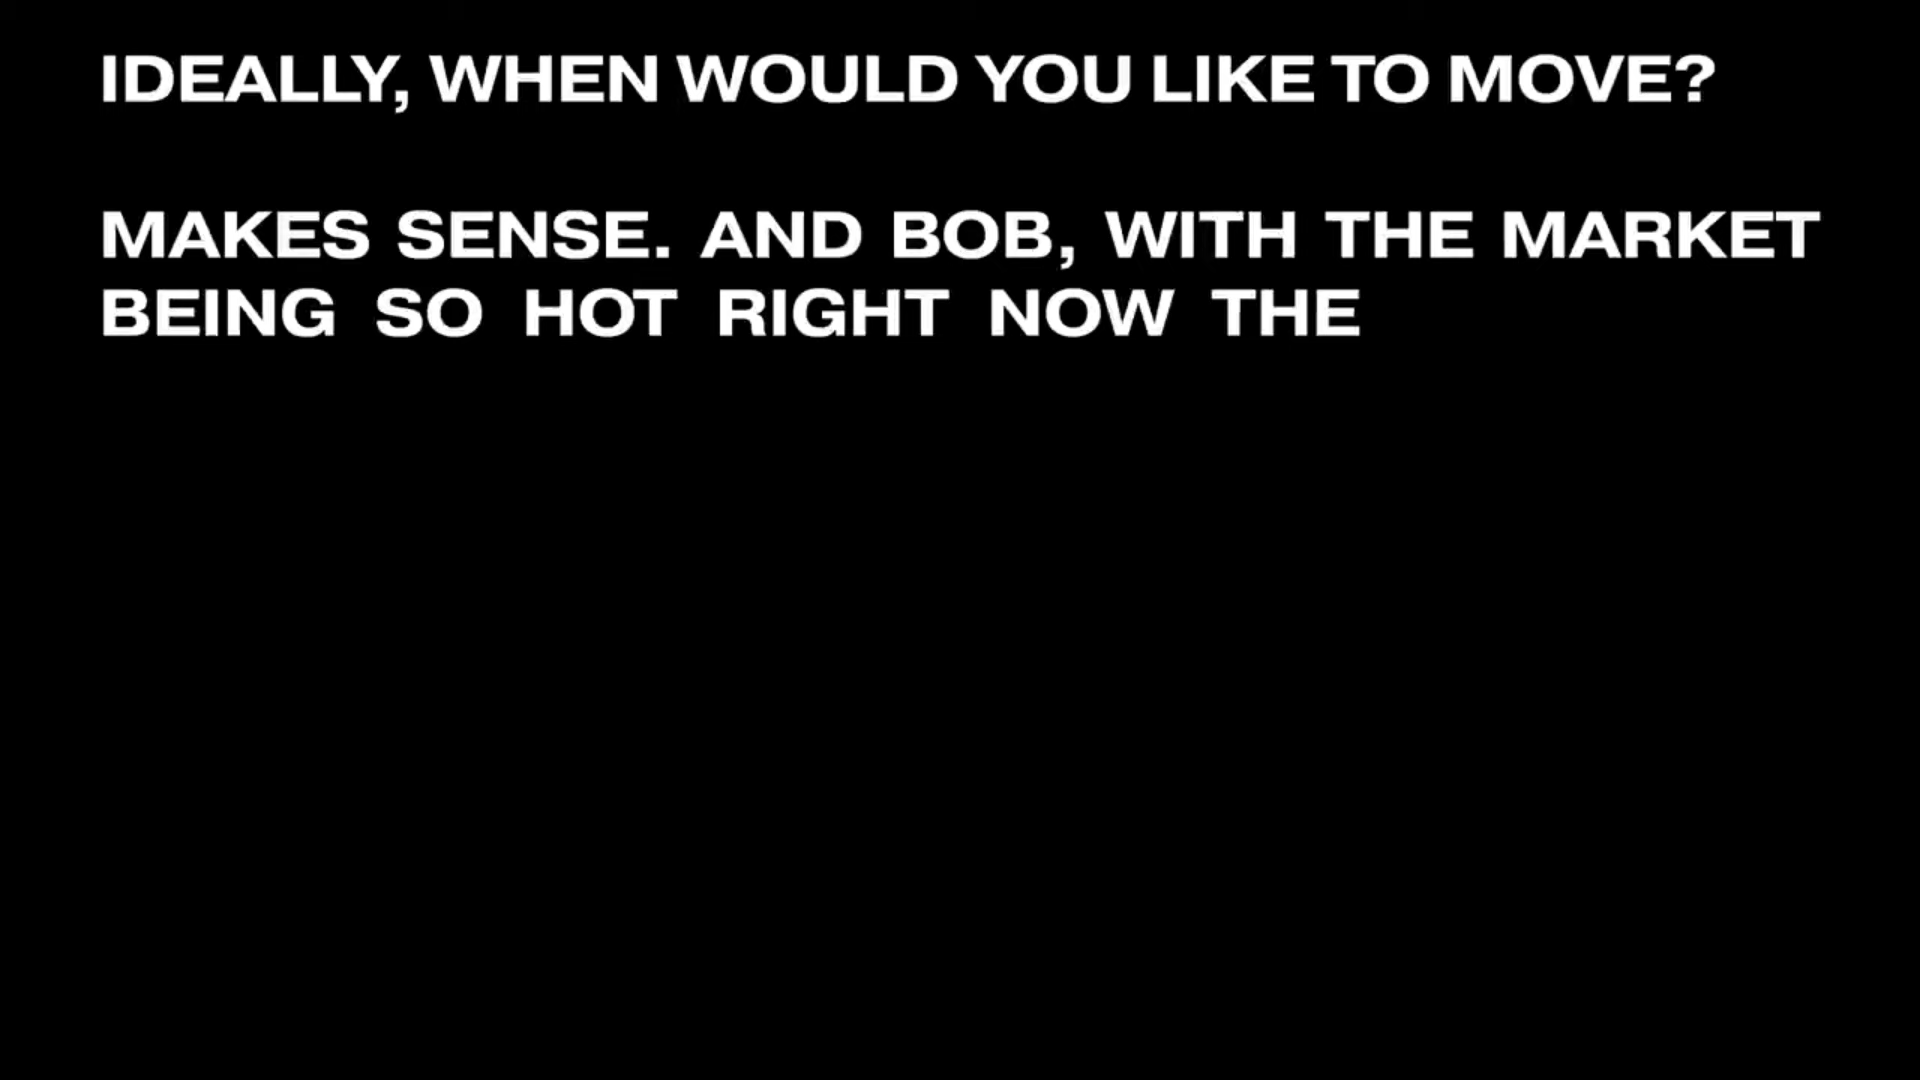 IDEALLY, WHEN WOULD YOU LIKE TO MOVE?
MAKES SENSE. AND BOB, WITH THE MARKET
BEING SO HOT RIGHT NOW THE